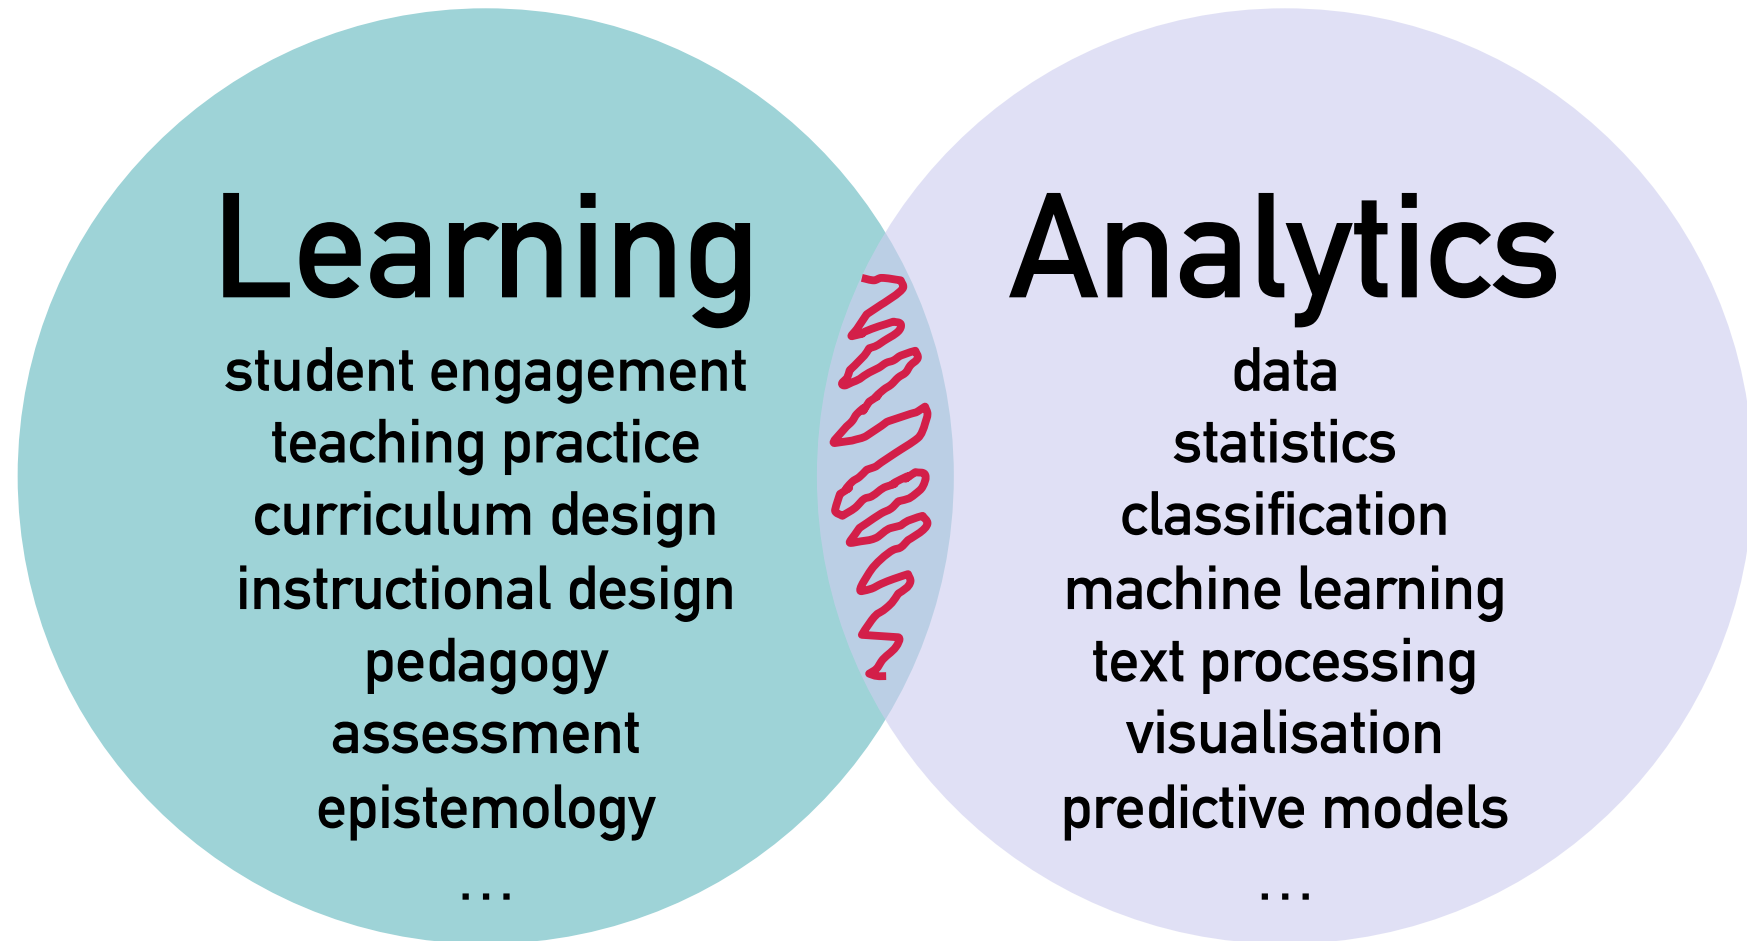 Learning
student engagement
teaching practice
curriculum design
instructional design
pedagogy
assessment
epistemology
...
Analytics
data
statistics
classification
machine learning
text processing
visualisation
predictive models
...